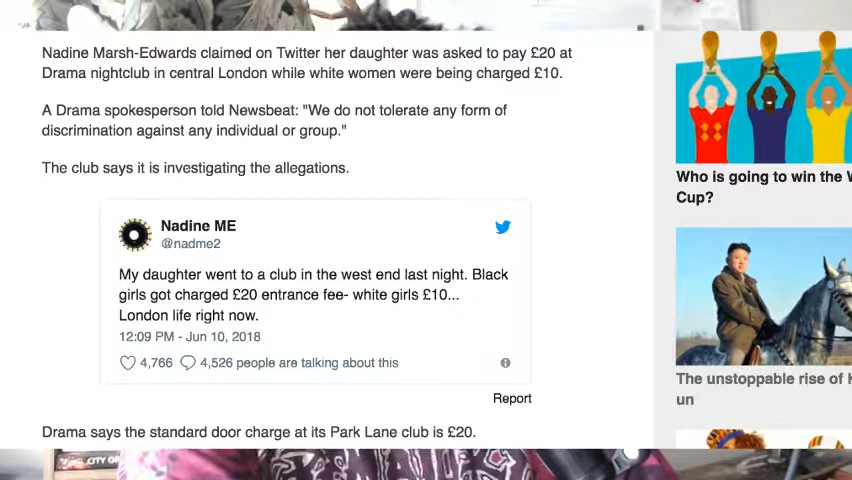 Nadine Marsh-Edwards claimed on Twitter her daughter was asked to pay £20 at
Drama nightclub in central London while white women were being charged £10.
A Drama spokesperson told Newsbeat: "We do not tolerate any form of
discrimination against any individual or group."
The club says it is investigating the allegations.
Nadine ME
@nadme2
My daughter went to a club in the west end last night. Black
girls got charged £20 entrance fee- white girls £10...
London life right now.
12:09 PM - Jun 10, 2018
4,766 4,526 people are talking about this
Report
Drama says the standard door charge at its Park Lane club is £20.
Who is going to win the
Cup?
The unstoppable rise of
un
CITY OF